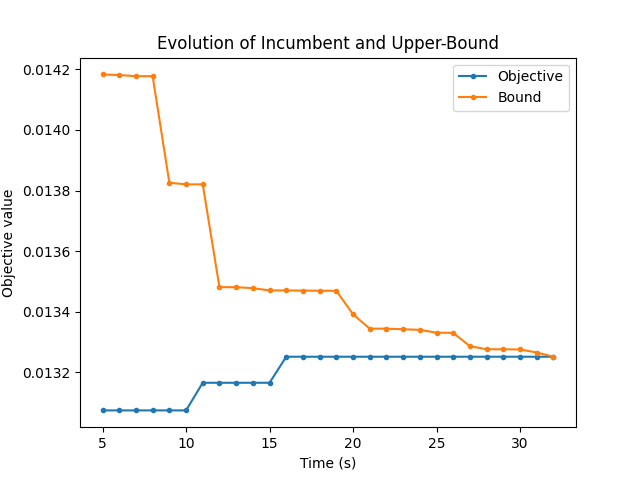 Evolution of Incumbent and Upper-Bound
Objective
Bound
Objective value
0.0142
0.0140
0.0138
0.0136
0.0134
0.0132
5 10 15 20 25 30
Time (s)